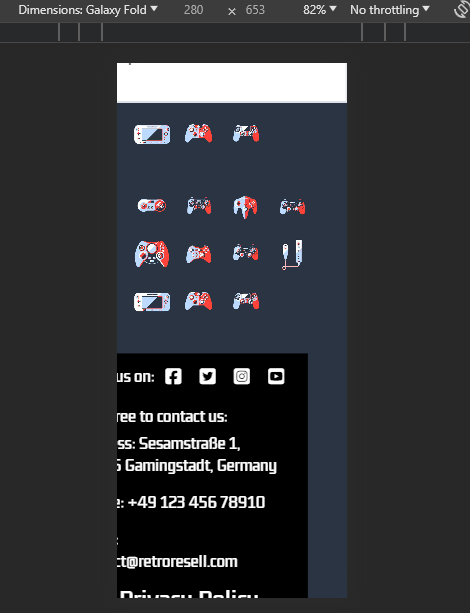 Dimensions: Galaxy Fold 280 × 653 82% No throttling
us on:
ree to contact us:
ss: Sesamstraße 1,
5 Gamingstadt, Germany
e: +49 123 456 78910
:
ct@retroresell.com
Privacy Policy